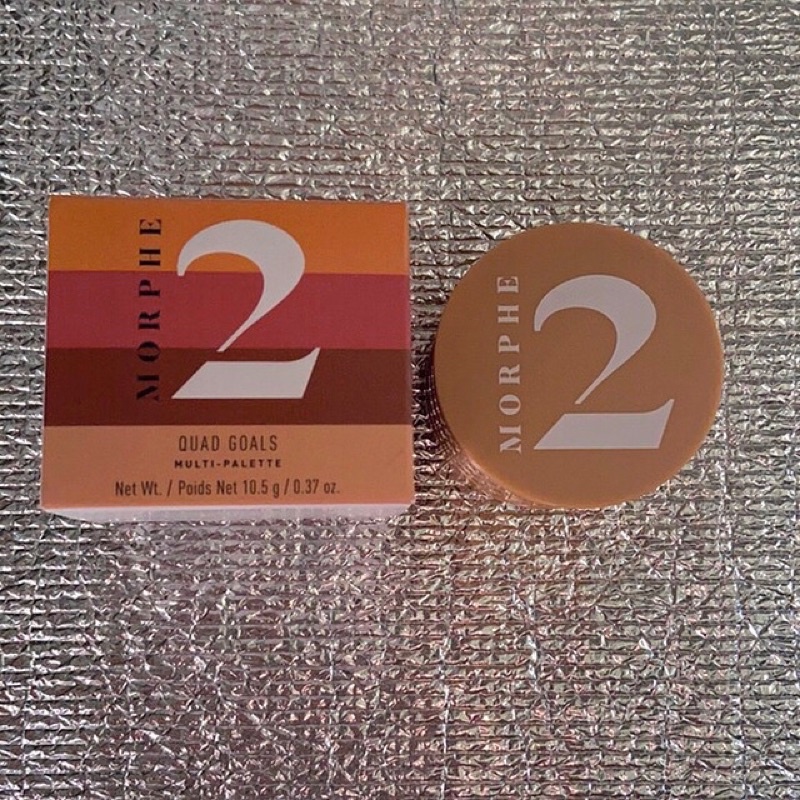 MORPHE
2
QUAD GOALS
MULTI-PALETTE
Net Wt. / Poids Net 10.5 g / 0.37 oz.
MORPHE
2